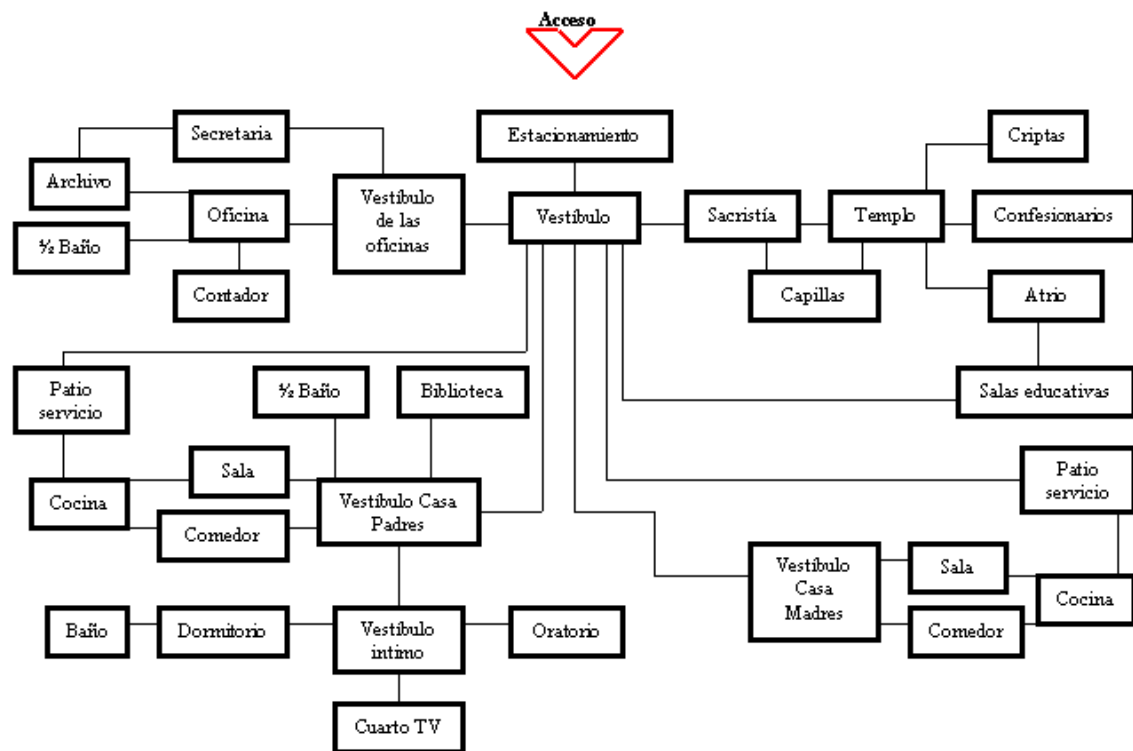 Acceso
Secretaria
Estacionamiento
Criptas
Archivo
Vestíbulo
de las
oficinas
Oficina
Vestíbulo
Sacristía
Templo
Confesionarios
½ Baño
Contador
Capillas
Atrio
Patio
servicio
½ Baño
Biblioteca
Salas educativas
Sala
Cocina
Vestíbulo Casa
Padres
Comedor
Patio
servicio
Vestíbulo
Casa
Madres
Sala
Cocina
Comedor
Baño
Dormitorio
Vestíbulo
intimo
Oratorio
Cuarto TV